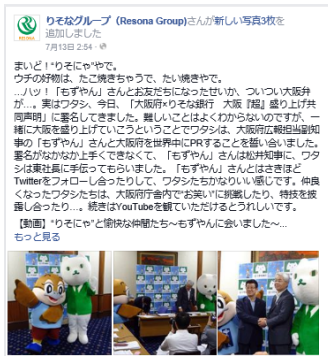 りそなグループ（Resona Group)さんが新しい写真3枚を
追加しました
7月13日 2:54 ·
RESONA
まいど！“りそにゃ”やで。
ウチの好物は、たこ焼きちゃうで、たい焼きやで。
…ハッ！「もずやん」さんとお友だちになったせいか、ついつい大阪弁
が…。実はワタシ、今日、「大阪府×りそな銀行　大阪『超』盛り上げ共
同声明」に署名してきました。難しいことはよくわからないのですが、一
緒に大阪を盛り上げていこうということでワタシは、大阪府広報担当副知
事の「もずやん」さんと大阪府を世界中にPRすることを誓い合いました。
署名がなかなか上手くできなくて、「もずやん」さんは松井知事に、ワタ
シは東社長に手伝ってもらいました。「もずやん」さんとはさきほど
Twitterをフォローし合ったりして、ワタシたちかなりいい感じです。仲良
くなったワタシたちは、大阪府庁舎内で“お笑い”に挑戦したり、特技を披
露し合ったり…。続きはYouTubeを観ていただけるとうれしいです。
【動画】“りそにゃ”と愉快な仲間たち～もずやんに会いました～...
もっと見る